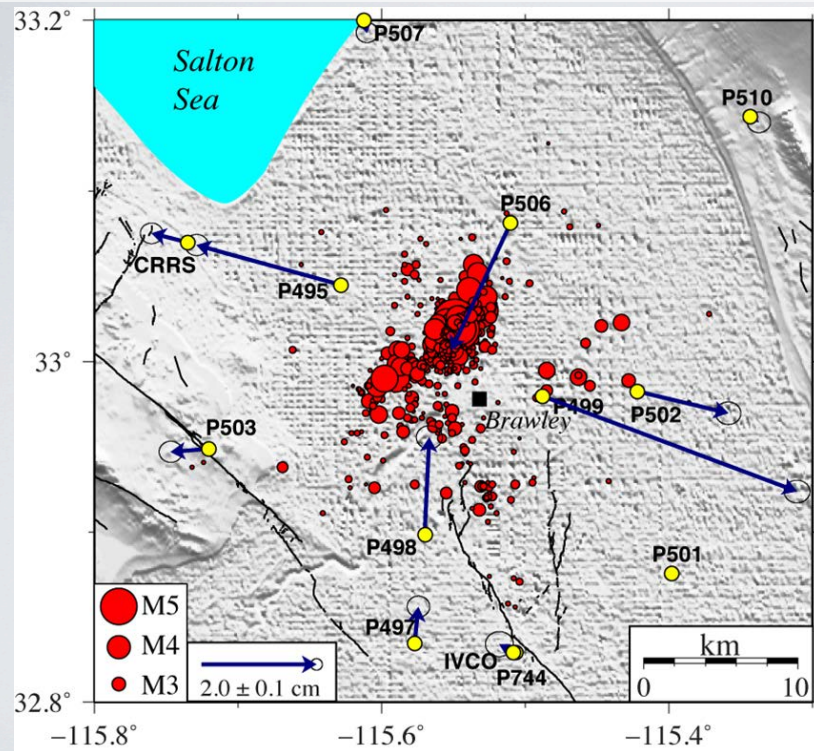 33.2°
P507
Salton
Sea
P510
P506
CRRS
P495
33°
P499
P502
Brawley
P503
P498
P501
P497
IVCO
P744
M5
M4
M3
2.0 ± 0.1 cm
km
0 10
32.8°
−115.8° −115.6° −115.4°